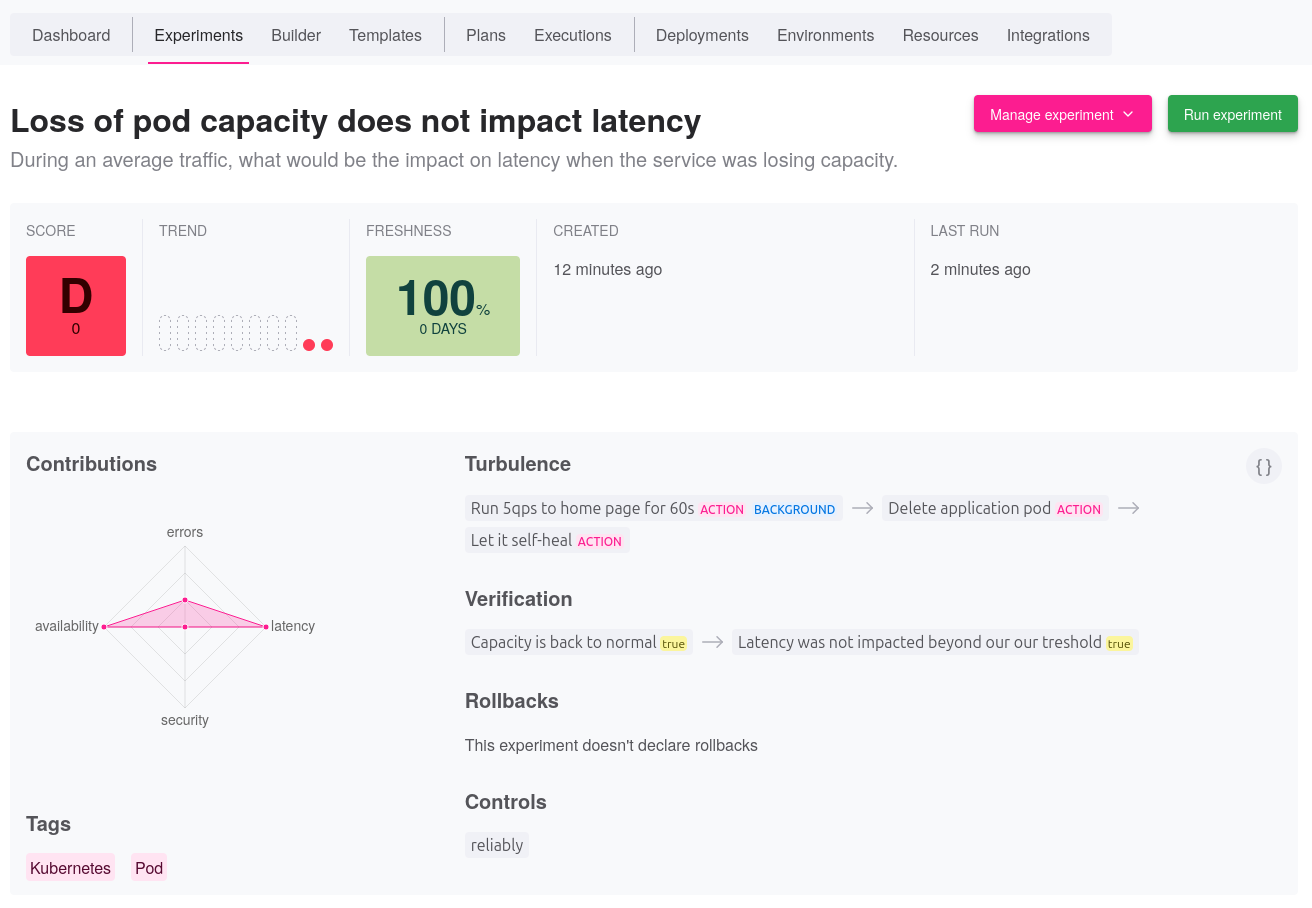 Dashboard Experiments Builder Templates Plans Executions Deployments Environments Resources Integrations
Loss of pod capacity does not impact latency
Manage experiment
Run experiment
During an average traffic, what would be the impact on latency when the service was losing capacity.
SCORE TREND FRESHNESS CREATED LAST RUN
D
0
100%
0 DAYS
12 minutes ago
2 minutes ago
Contributions
errors
availability
latency
security
Tags
Kubernetes Pod
Turbulence
{ }
Run 5qps to home page for 60s ACTION BACKGROUND → Delete application pod ACTION →
Let it self-heal ACTION
Verification
Capacity is back to normal true → Latency was not impacted beyond our our treshold true
Rollbacks
This experiment doesn't declare rollbacks
Controls
reliably